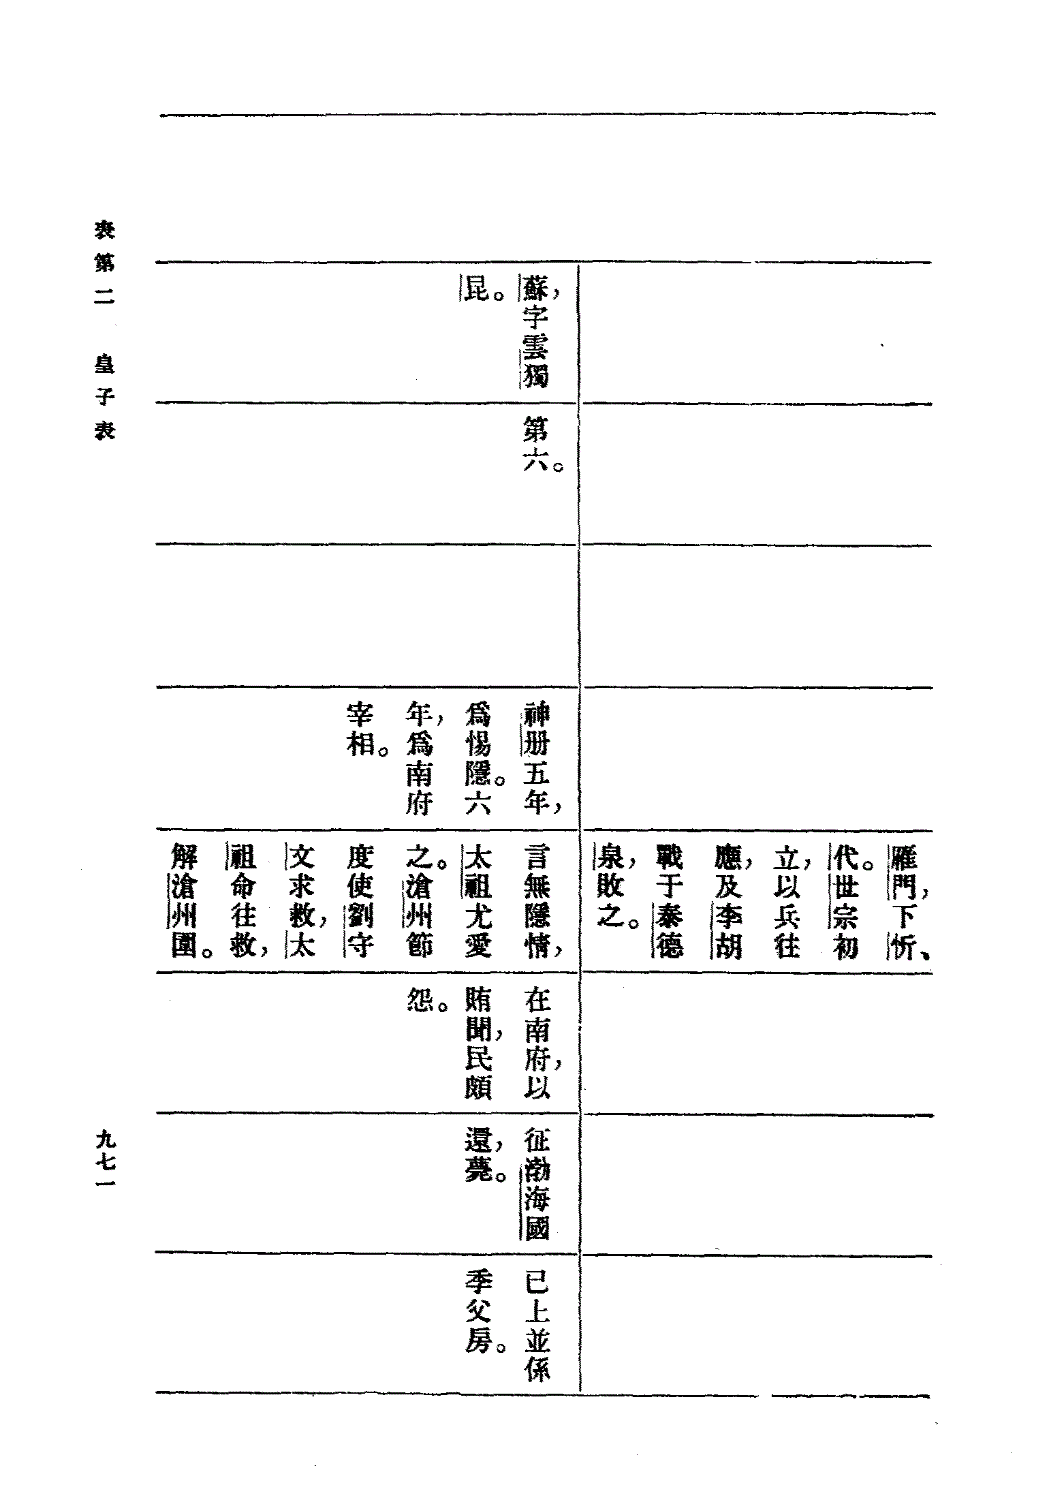 雁門，下忻、
代。世宗初
立，以兵往
應，及李胡
戰于泰德
泉，敗之。
蘇，字雲獨
昆。
第六。
神册五年，
爲惕隱。六
年，爲南府
宰相。
言無隱情，
太祖尤愛
之。滄州節
度使劉守
文求救，太
祖命往救，
解滄州圍。
在南府，以
賄聞，民頗
怨。
征渤海國
還，薨。
已上並係
季父房。
表第二　皇子表
九七一